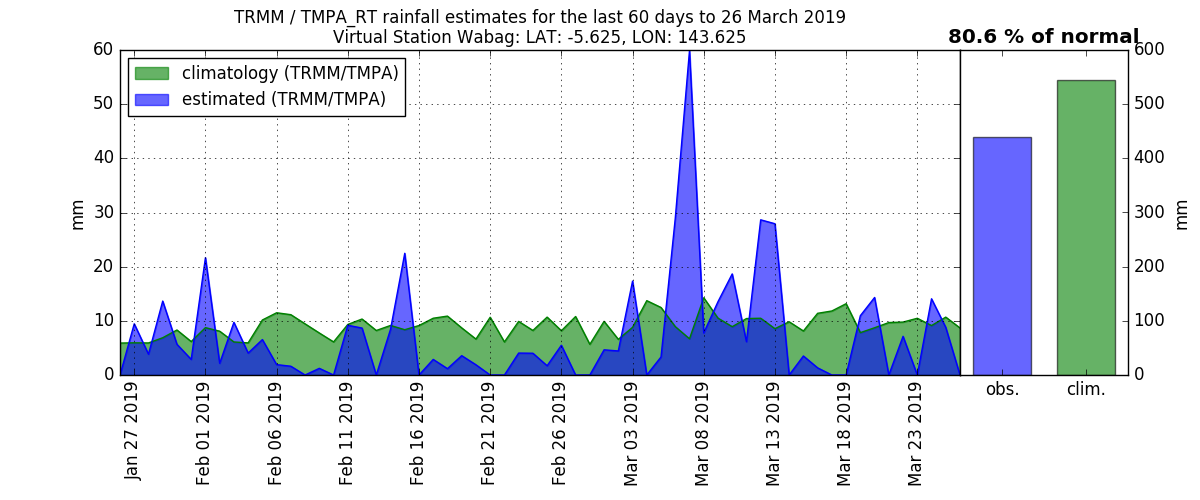 TRMM / TMPA_RT rainfall estimates for the last 60 days to 26 March 2019
Virtual Station Wabag: LAT: -5.625, LON: 143.625
80.6 % of normal
climatology (TRMM/TMPA)
estimated (TRMM/TMPA)
60
50
40
30
20
10
0
mm
600
500
400
300
200
100
0
mm
Jan 27 2019
Feb 01 2019
Feb 06 2019
Feb 11 2019
Feb 16 2019
Feb 21 2019
Feb 26 2019
Mar 03 2019
Mar 08 2019
Mar 13 2019
Mar 18 2019
Mar 23 2019
obs.
clim.